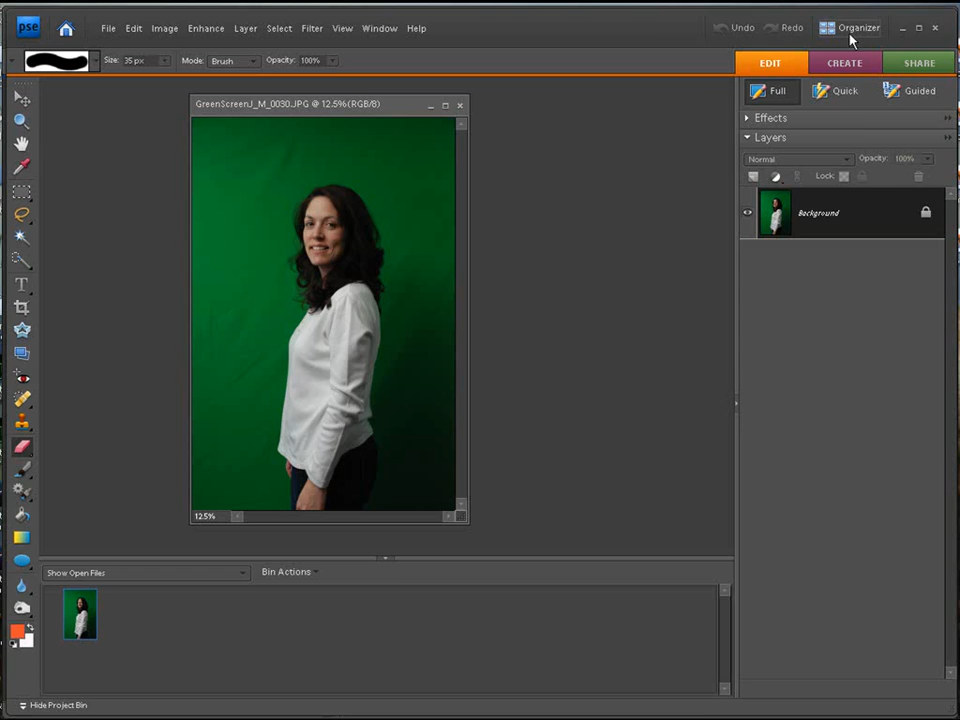 pse File Edit Image Enhance Layer Select Filter View Window Help Undo Redo Organizer
Size: 35 px Mode: Brush Opacity: 100% EDIT CREATE SHARE
Full Quick Guided
GreenScreenJ_M_0030.JPG @ 12.5%(RGB/8)
Effects
Layers
Normal Opacity: 100%
Lock:
Background
T
12.5%
Show Open Files Bin Actions
Hide Project Bin